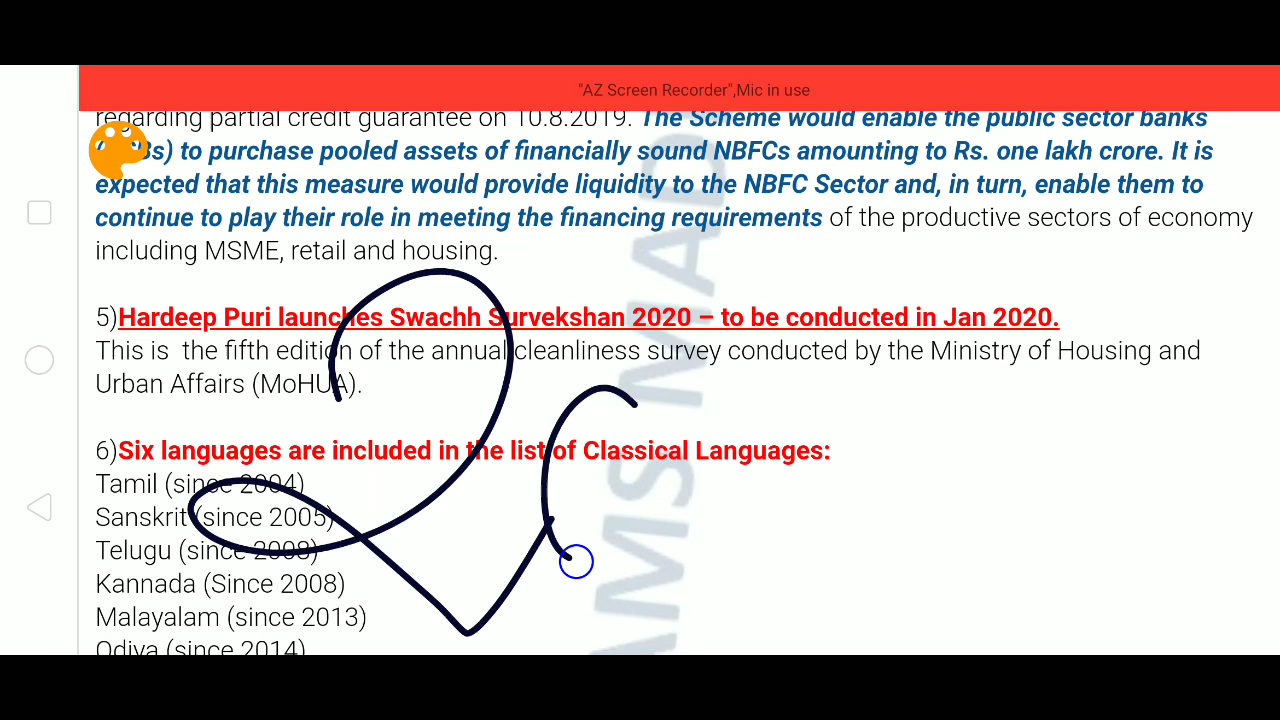 "AZ Screen Recorder",Mic in use
regarding partial credit guarantee on 10.8.2019. The Scheme would enable the public sector banks
Bs) to purchase pooled assets of financially sound NBFCs amounting to Rs. one lakh crore. It is
expected that this measure would provide liquidity to the NBFC Sector and, in turn, enable them to
continue to play their role in meeting the financing requirements of the productive sectors of economy
including MSME, retail and housing.
5)Hardeep Puri launches Swachh Survekshan 2020 – to be conducted in Jan 2020.
This is  the fifth edition of the annual cleanliness survey conducted by the Ministry of Housing and
Urban Affairs (MoHUA).
6)Six languages are included in the list of Classical Languages:
Tamil (since 2004)
Sanskrit (since 2005)
Telugu (since 2008)
Kannada (Since 2008)
Malayalam (since 2013)
Odiya (since 2014)